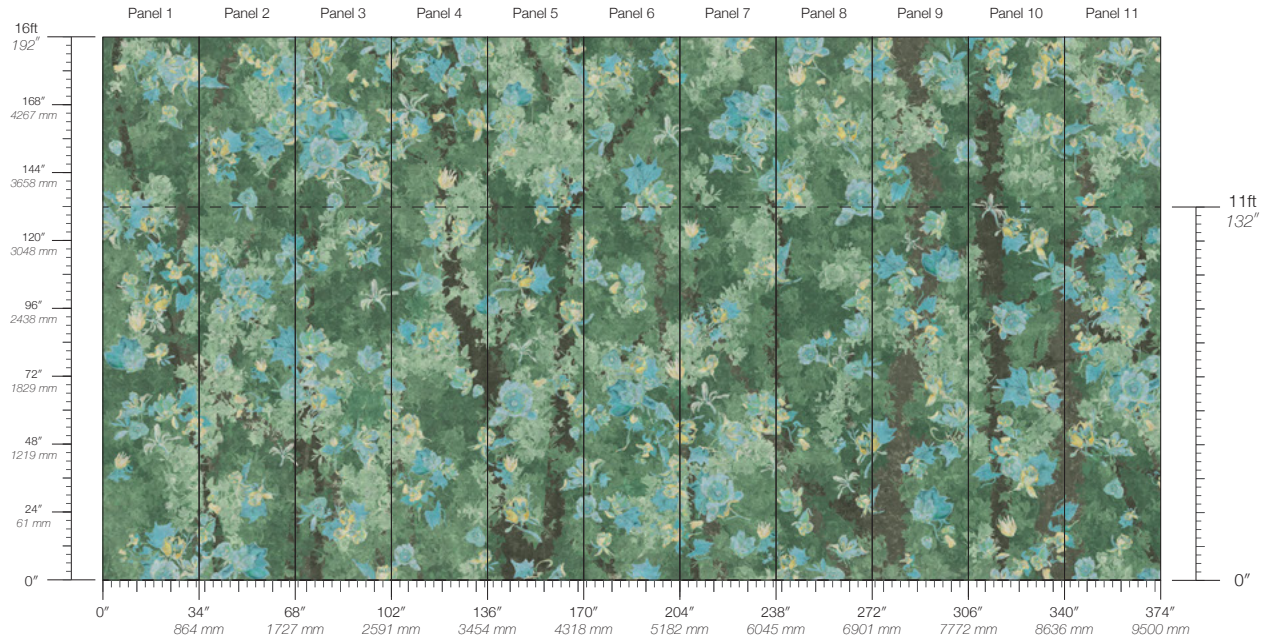 Panel 1 Panel 2 Panel 3 Panel 4 Panel 5 Panel 6 Panel 7 Panel 8 Panel 9 Panel 10 Panel 11
16ft
192"
168"
4267 mm
144"
3658 mm
120"
3048 mm
96"
2438 mm
72"
1829 mm
48"
1219 mm
24"
61 mm
0"
11ft
132"
0"
0" 34" 68" 102" 136" 170" 204" 238" 272" 306" 340" 374"
864 mm 1727 mm 2591 mm 3454 mm 4318 mm 5182 mm 6045 mm 6901 mm 7772 mm 8636 mm 9500 mm